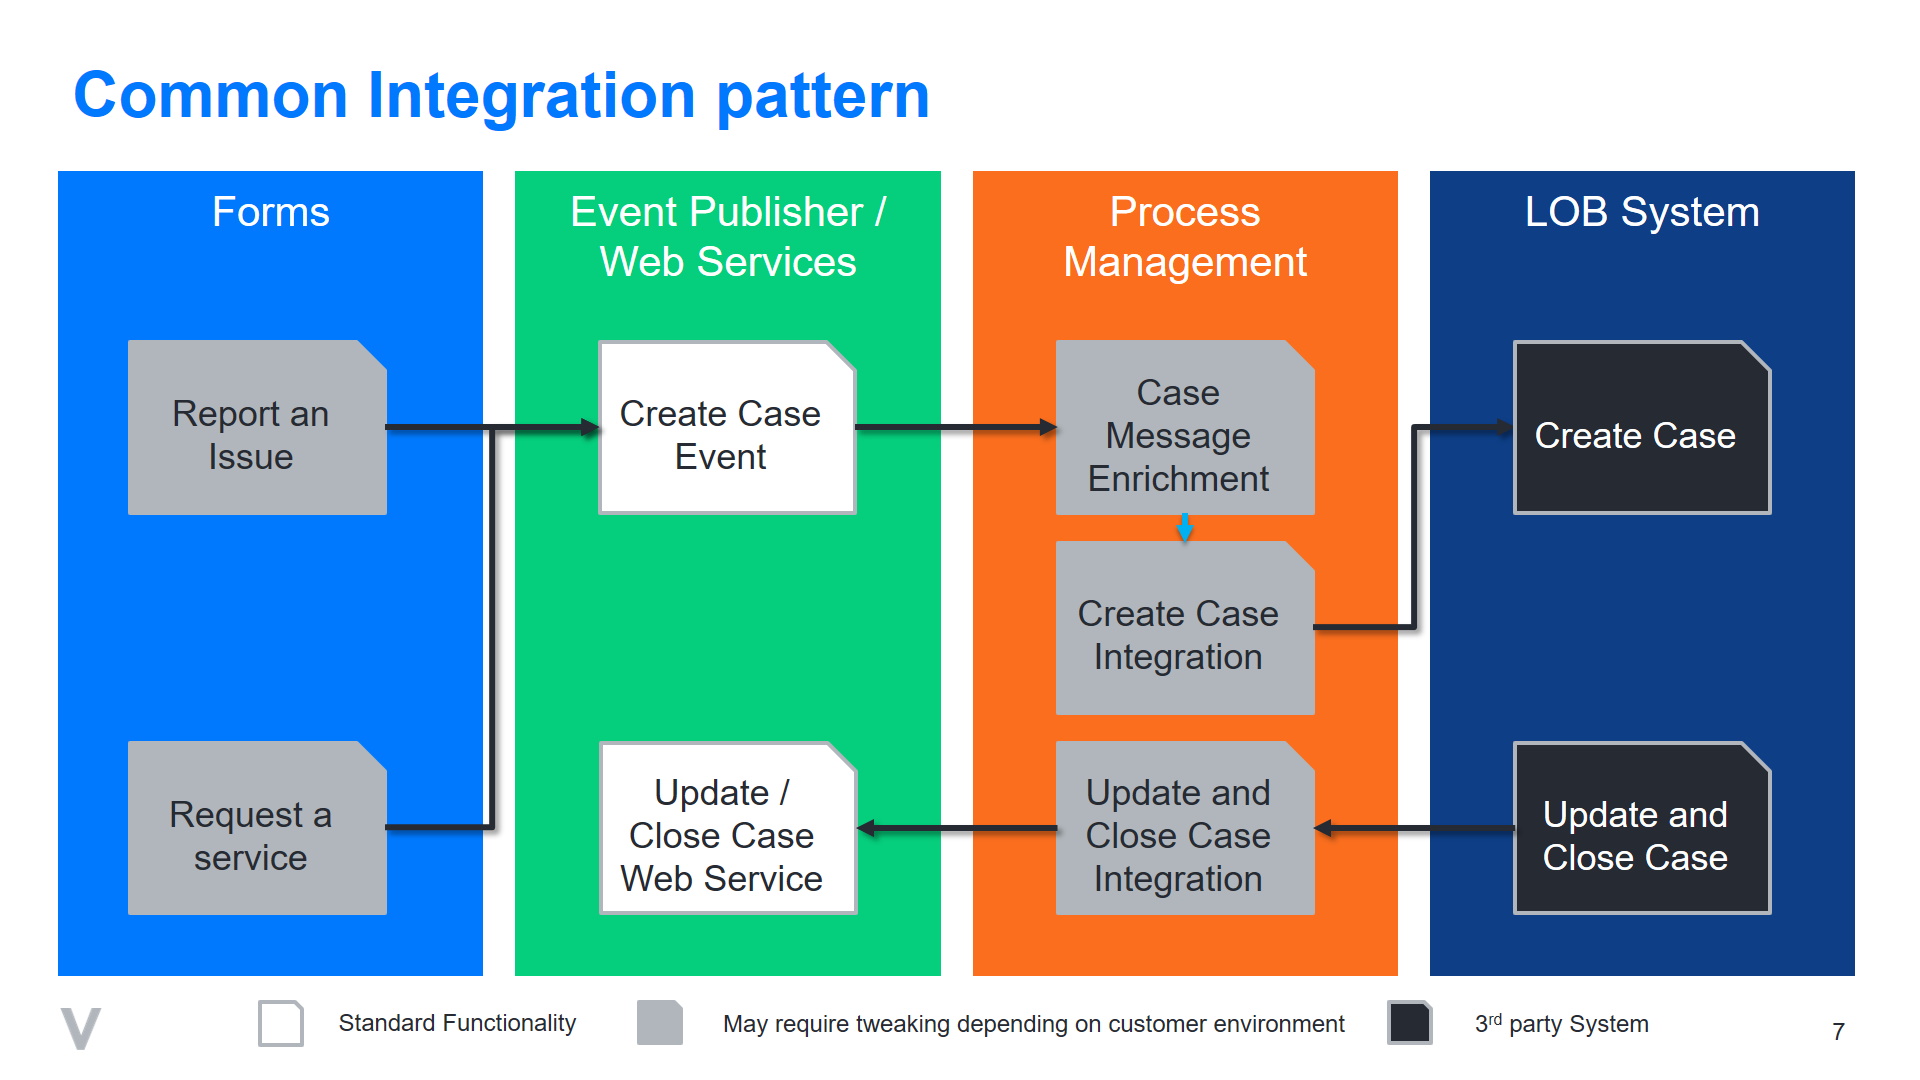 Common Integration pattern
Forms
Event Publisher /
Web Services
Process
Management
LOB System
Report an
Issue
Create Case
Event
Case
Message
Enrichment
Create Case
Create Case
Integration
Request a
service
Update /
Close Case
Web Service
Update and
Close Case
Integration
Update and
Close Case
V
Standard Functionality
May require tweaking depending on customer environment
3rd party System
7